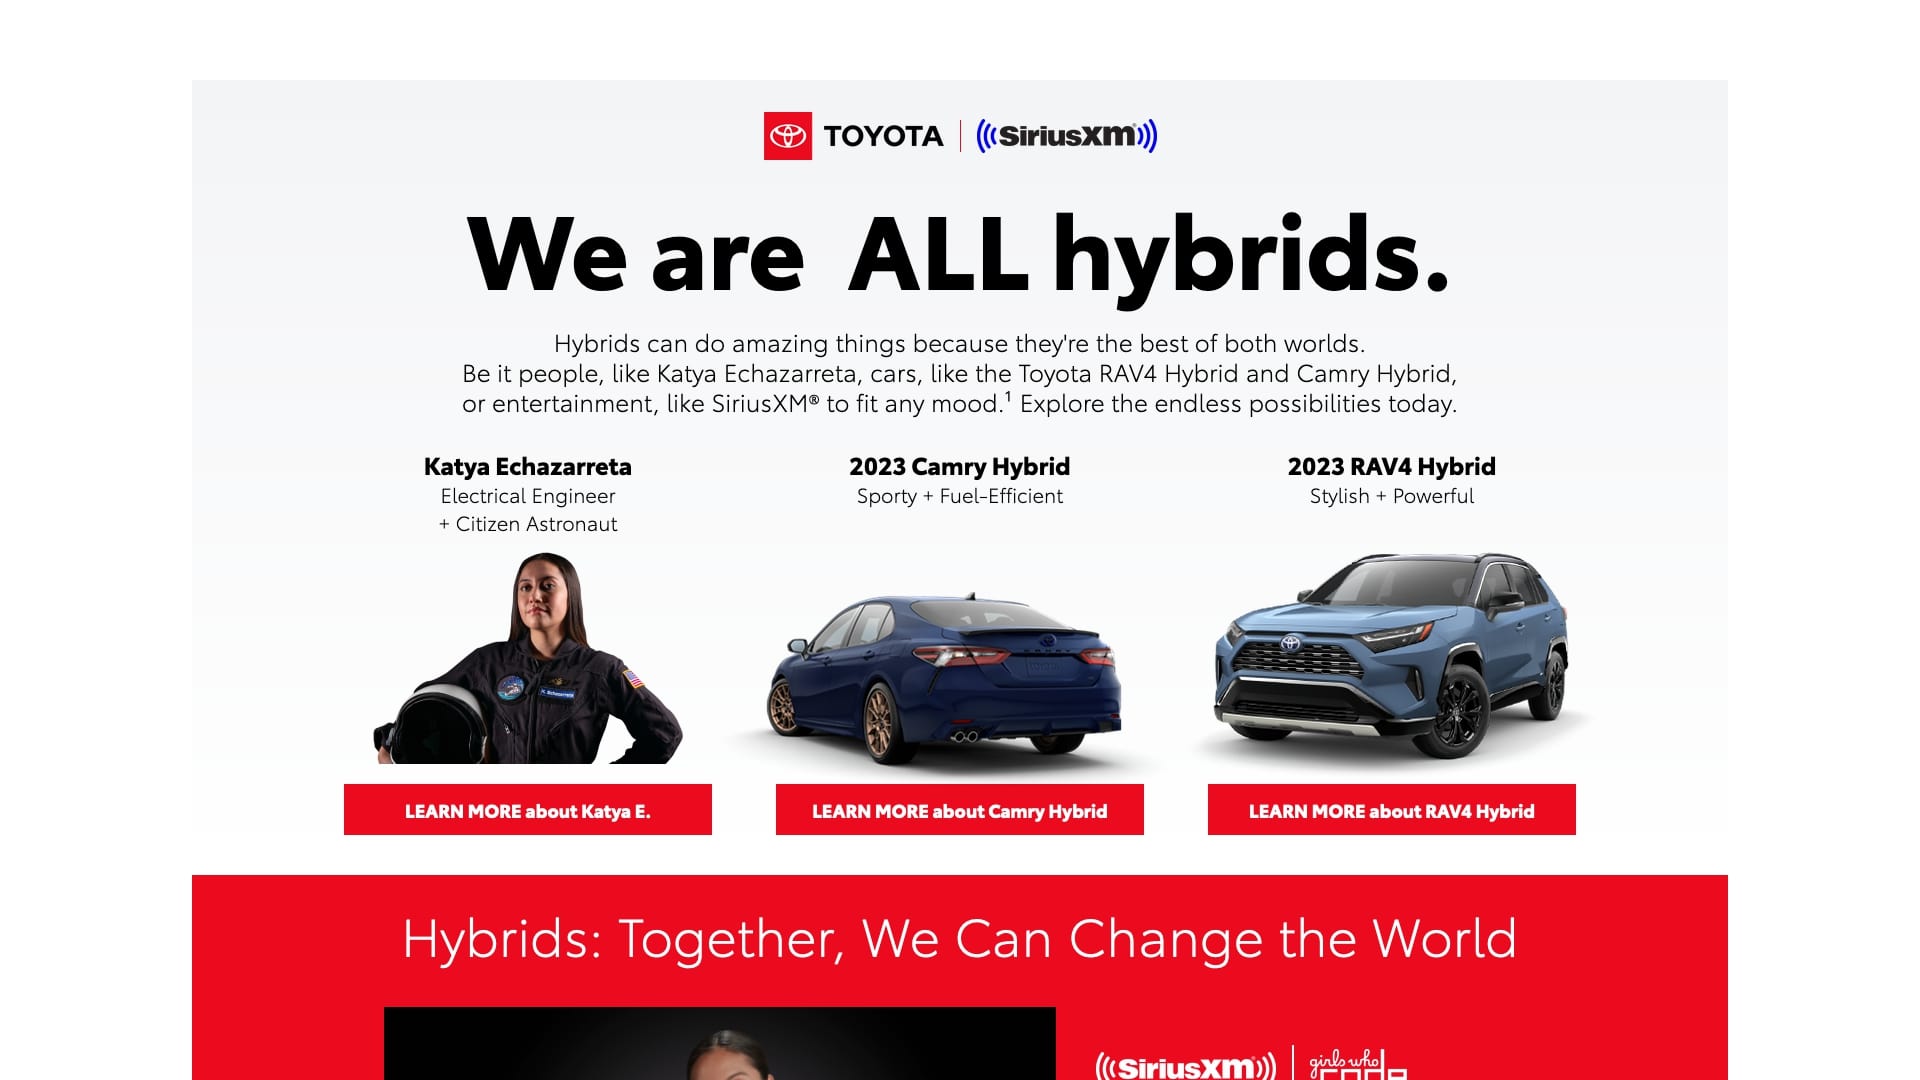 TOYOTA
SiriusXM
We are ALL hybrids.
Hybrids can do amazing things because they're the best of both worlds.
Be it people, like Katya Echazarreta, cars, like the Toyota RAV4 Hybrid and Camry Hybrid,
or entertainment, like SiriusXM® to fit any mood.¹ Explore the endless possibilities today.
Katya Echazarreta
Electrical Engineer
+ Citizen Astronaut
2023 Camry Hybrid
Sporty + Fuel-Efficient
2023 RAV4 Hybrid
Stylish + Powerful
K. Echazarreta
CAMRY
TOYOTA
LEARN MORE about Katya E.
LEARN MORE about Camry Hybrid
LEARN MORE about RAV4 Hybrid
Hybrids: Together, We Can Change the World
SiriusXM
girls who
code